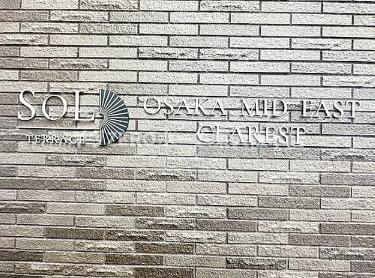 SOL
TERRACE
OSAKA MID EAST
CLAREST